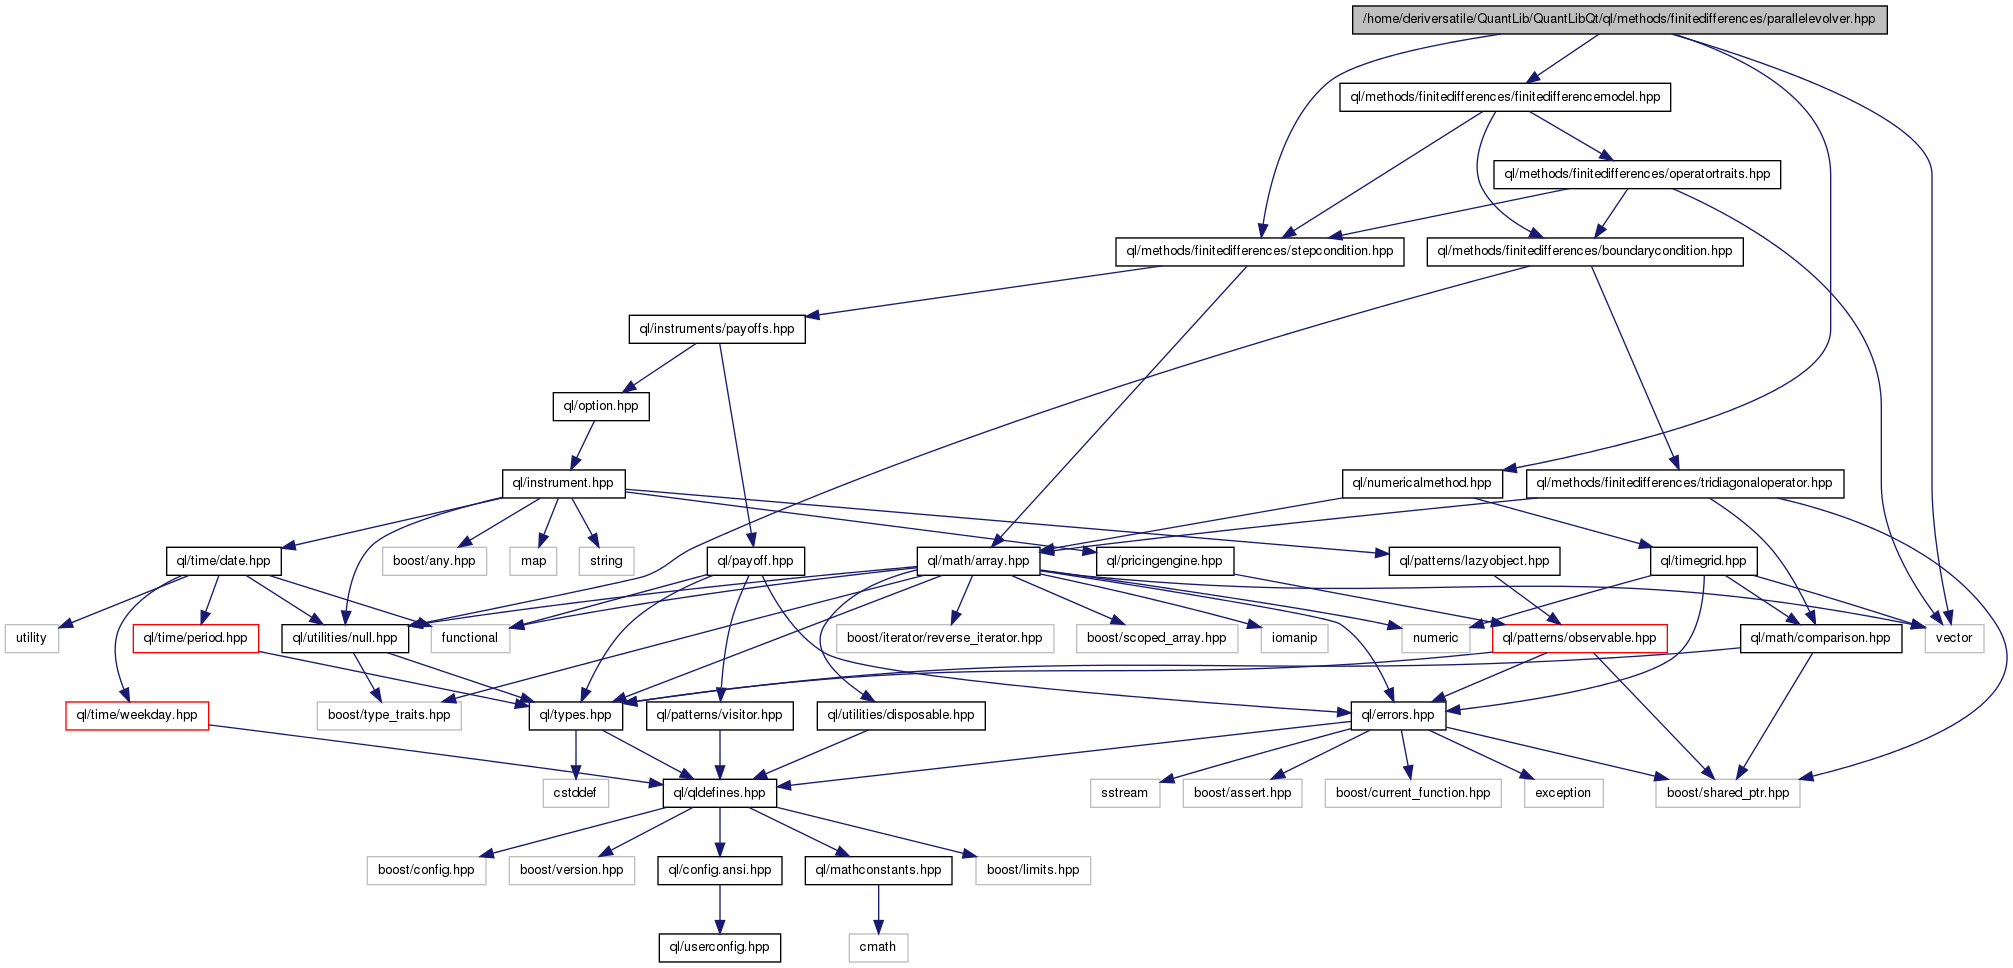 /home/deriversatile/QuantLib/QuantLibQt/ql/methods/finitedifferences/parallelevolver.hpp
ql/methods/finitedifferences/finitedifferencemodel.hpp
ql/methods/finitedifferences/operatortraits.hpp
ql/methods/finitedifferences/stepcondition.hpp
ql/methods/finitedifferences/boundarycondition.hpp
ql/instruments/payoffs.hpp
ql/option.hpp
ql/instrument.hpp
ql/numericalmethod.hpp
ql/methods/finitedifferences/tridiagonaloperator.hpp
ql/time/date.hpp
boost/any.hpp
map
string
ql/payoff.hpp
ql/math/array.hpp
ql/pricingengine.hpp
ql/patterns/lazyobject.hpp
ql/timegrid.hpp
utility
ql/time/period.hpp
ql/utilities/null.hpp
functional
boost/iterator/reverse_iterator.hpp
boost/scoped_array.hpp
iomanip
numeric
ql/patterns/observable.hpp
ql/math/comparison.hpp
vector
ql/time/weekday.hpp
boost/type_traits.hpp
ql/types.hpp
ql/patterns/visitor.hpp
ql/utilities/disposable.hpp
ql/errors.hpp
cstddef
ql/qldefines.hpp
sstream
boost/assert.hpp
boost/current_function.hpp
exception
boost/shared_ptr.hpp
boost/config.hpp
boost/version.hpp
ql/config.ansi.hpp
ql/mathconstants.hpp
boost/limits.hpp
ql/userconfig.hpp
cmath